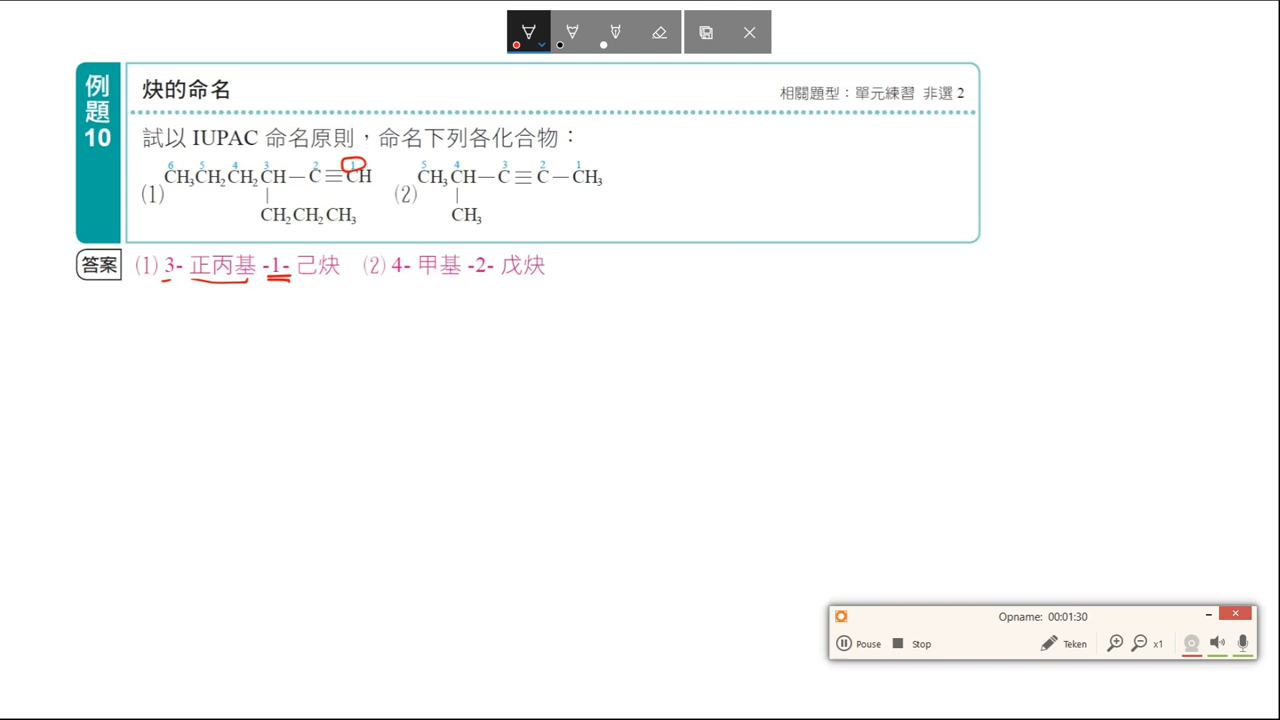 例題10
炔的命名
相關題型：單元練習 非選 2
試以 IUPAC 命名原則，命名下列各化合物：
6 5 4 3 2 1
(1) CH₃CH₂CH₂CH－C≡CH
|
CH₂CH₂CH₃
5 4 3 2 1
(2) CH₃CH－C≡C－CH₃
|
CH₃
答案 (1) 3- 正丙基 -1- 己炔 (2) 4- 甲基 -2- 戊炔
Opname: 00:01:30
Pause Stop Teken x1